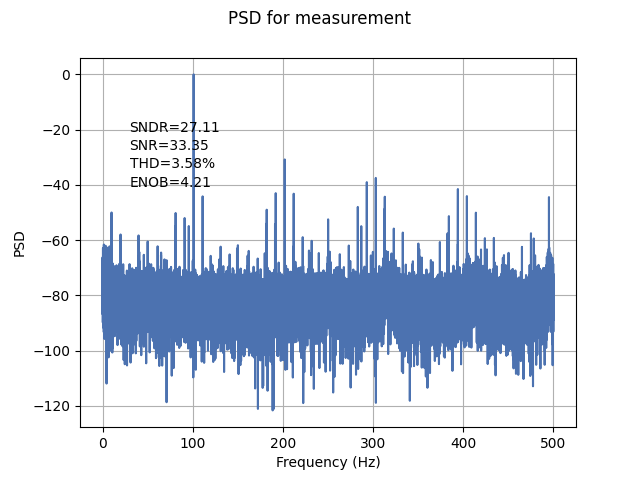 PSD for measurement
0
−20
−40
−60
−80
−100
−120
PSD
SNDR=27.11
SNR=33.35
THD=3.58%
ENOB=4.21
0 100 200 300 400 500
Frequency (Hz)